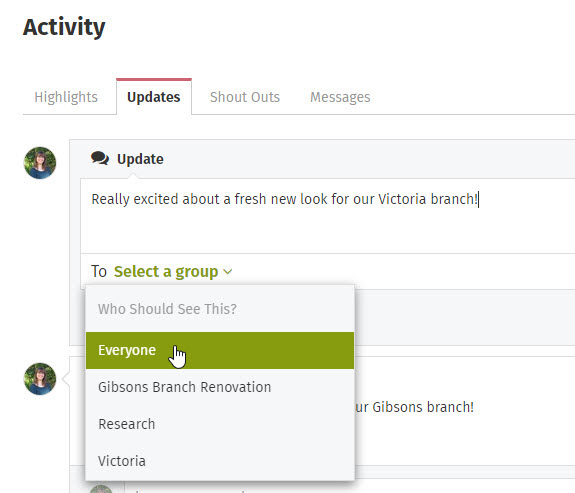 Activity
Highlights Updates Shout Outs Messages
Update
Really excited about a fresh new look for our Victoria branch!
To Select a group
Who Should See This?
Everyone
Gibsons Branch Renovation
ur Gibsons branch!
Research
Victoria